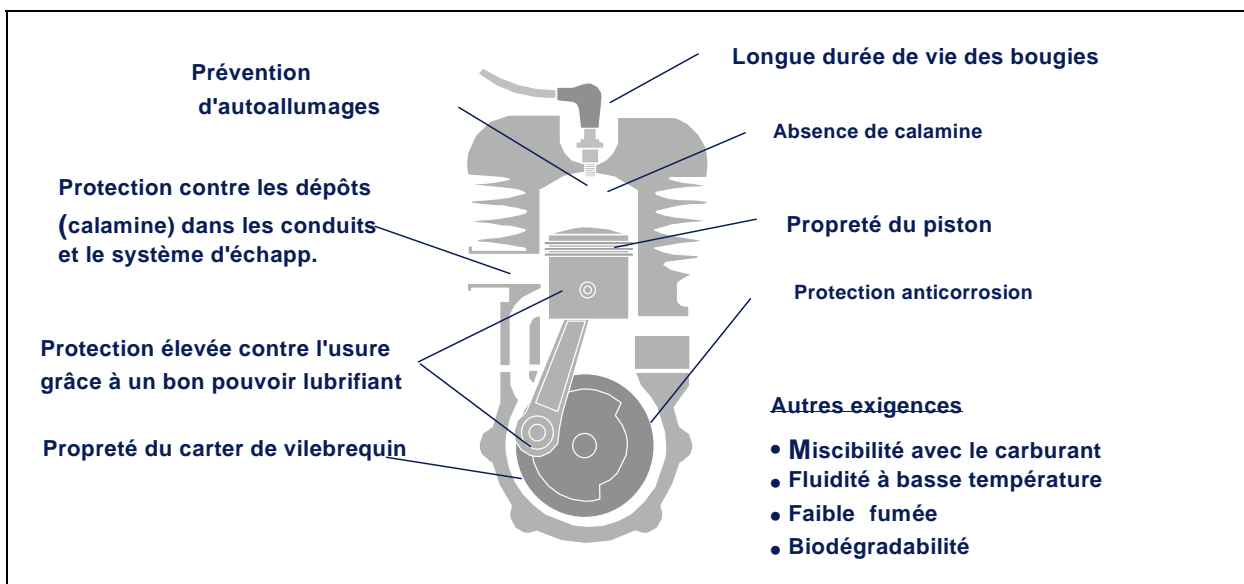 Prévention
d'autoallumages
Longue durée de vie des bougies
Absence de calamine
Protection contre les dépôts
(calamine) dans les conduits
et le système d'échapp.
Propreté du piston
Protection anticorrosion
Protection élevée contre l'usure
grâce à un bon pouvoir lubrifiant
Propreté du carter de vilebrequin
Autres exigences
• Miscibilité avec le carburant
• Fluidité à basse température
• Faible fumée
• Biodégradabilité